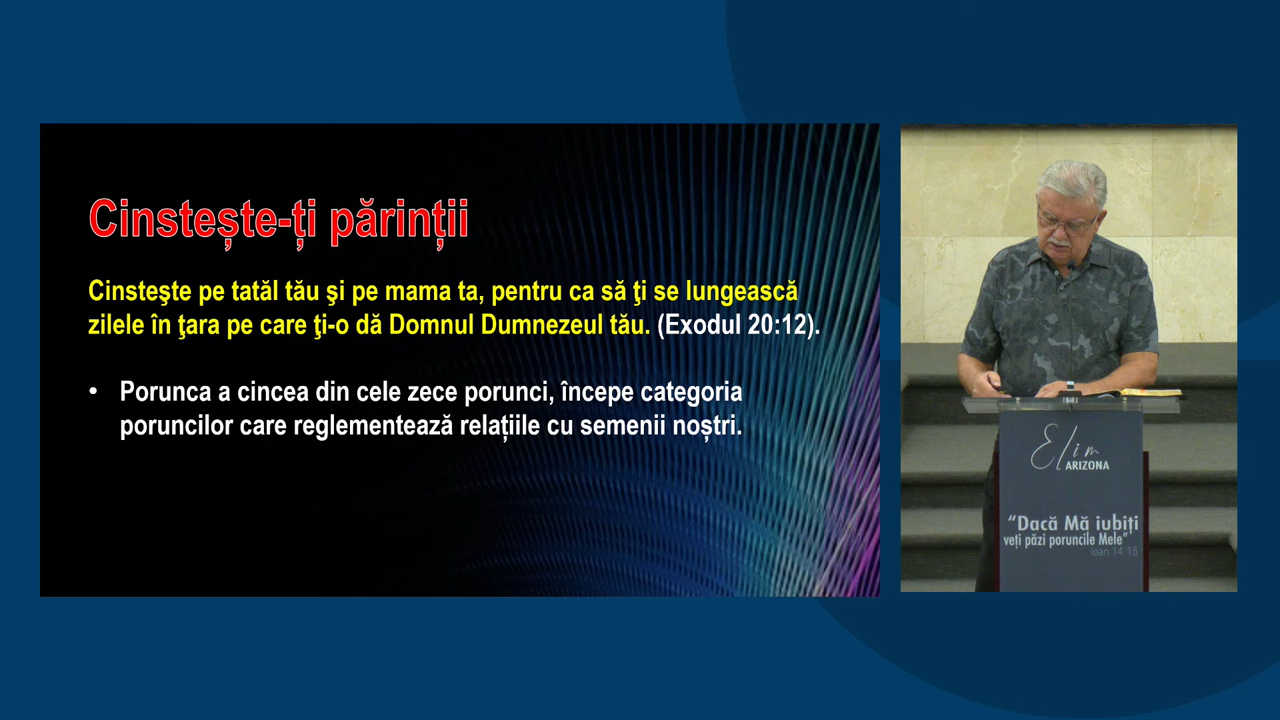 Cinstește-ți părinții
Cinsteşte pe tatăl tău şi pe mama ta, pentru ca să ţi se lungească
zilele în ţara pe care ţi-o dă Domnul Dumnezeul tău. (Exodul 20:12).
• Porunca a cincea din cele zece porunci, începe categoria
poruncilor care reglementează relațiile cu semenii noștri.
Elim
ARIZONA
“Dacă Mă iubiți
veți păzi poruncile Mele”
Ioan 14:15